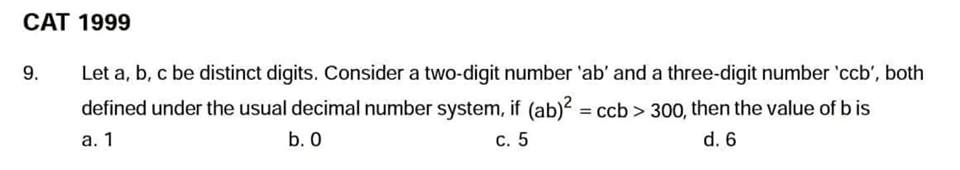 CAT 1999
9. Let a, b, c be distinct digits. Consider a two-digit number 'ab' and a three-digit number 'ccb', both
defined under the usual decimal number system, if (ab)² = ccb > 300, then the value of b is
a. 1 b. 0 c. 5 d. 6